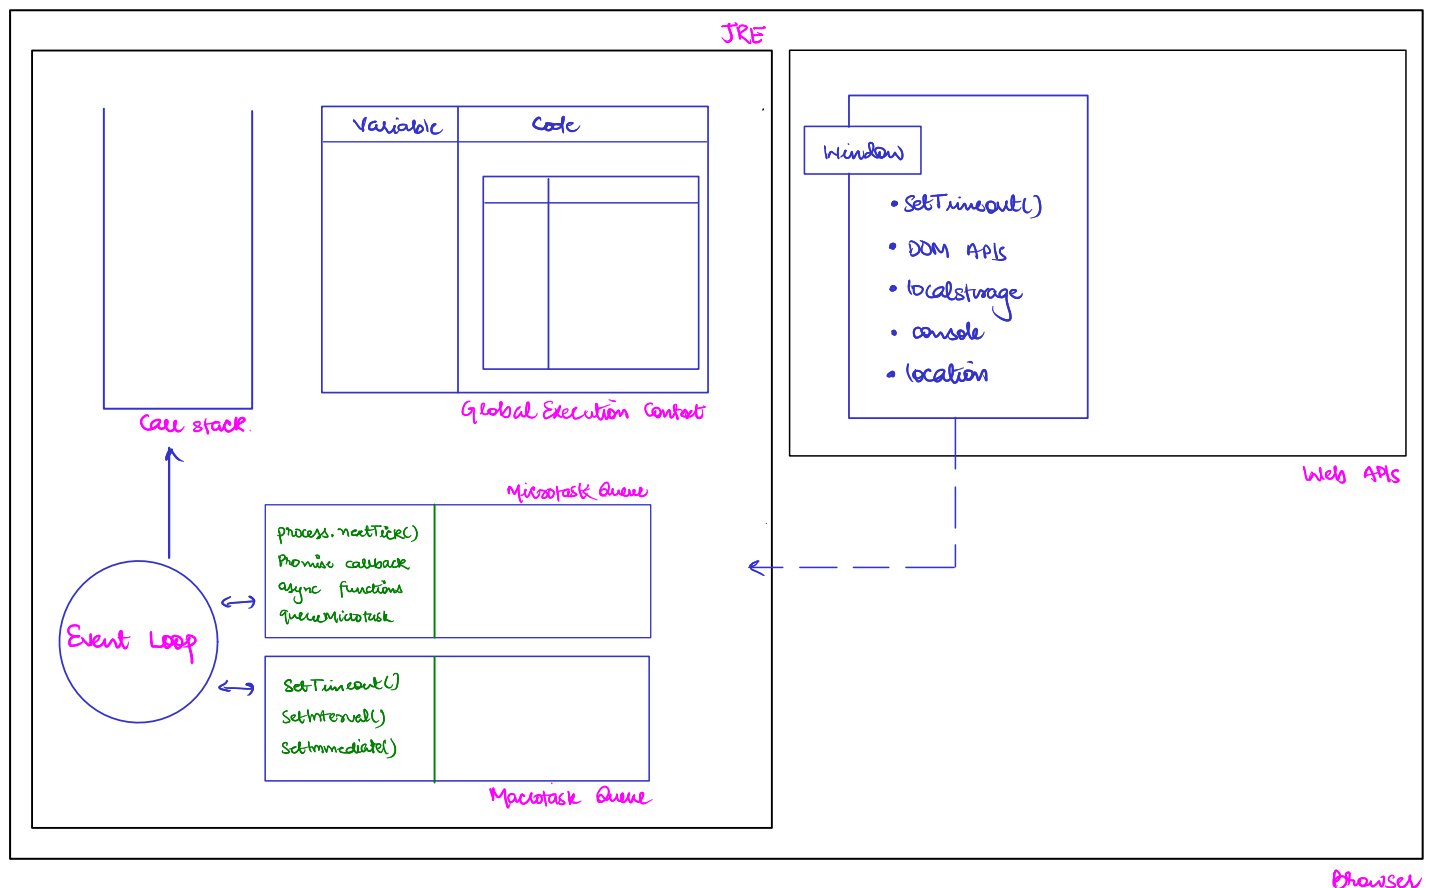 JRE
Variable
Code
Window
• SetTimeout()
• DOM APIs
• localstorage
• console
• location
Global Execution Context
Call stack
Web APIs
Microtask Queue
process.nextTick()
Promise callback
async functions
queueMicrotask
Event Loop
SetTimeout()
SetInterval()
SetImmediate()
Macrotask Queue
Browser